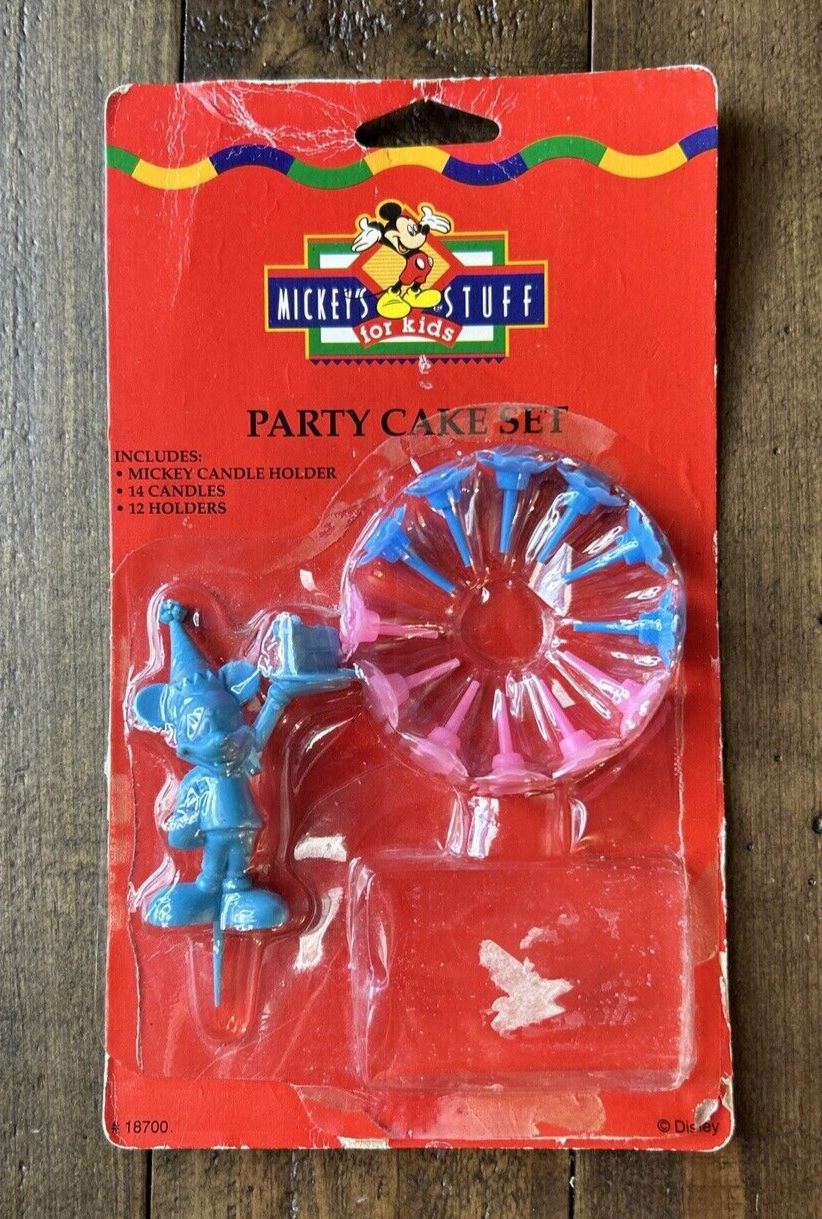 MICKEY'S STUFF
for kids
PARTY CAKE SET
INCLUDES:
• MICKEY CANDLE HOLDER
• 14 CANDLES
• 12 HOLDERS
# 18700
© Disney